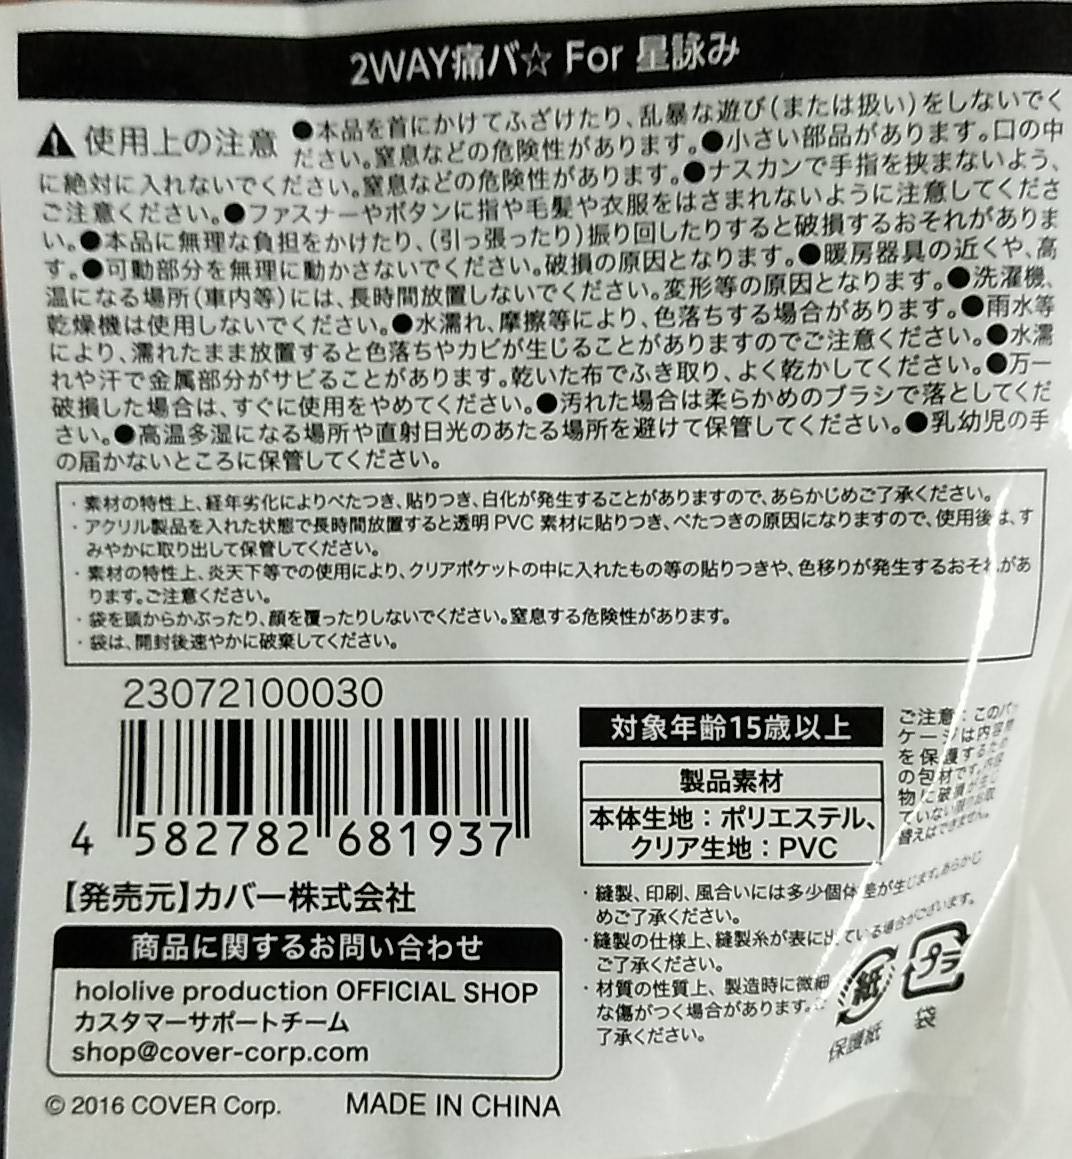 2WAY痛バ☆ For 星詠み
使用上の注意
●本品を首にかけてふざけたり、乱暴な遊び(または扱い)をしないでく
ださい。窒息などの危険性があります。●小さい部品があります。口の中
に絶対に入れないでください。窒息などの危険性があります。●ナスカンで手指を挟まないよう、
ご注意ください。●ファスナーやボタンに指や毛髪や衣服をはさまれないように注意してくださ
い。●本品に無理な負担をかけたり、(引っ張ったり)振り回したりすると破損するおそれがありま
す。●可動部分を無理に動かさないでください。破損の原因となります。●暖房器具の近くや、高
温になる場所(車内等)には、長時間放置しないでください。変形等の原因となります。●洗濯機、
乾燥機は使用しないでください。●水濡れ、摩擦等により、色落ちする場合があります。●雨水等
により、濡れたまま放置すると色落ちやカビが生じることがありますのでご注意ください。●水濡
れや汗で金属部分がサビることがあります。乾いた布でふき取り、よく乾かしてください。●万一
破損した場合は、すぐに使用をやめてください。●汚れた場合は柔らかめのブラシで落としてくだ
さい。●高温多湿になる場所や直射日光のあたる場所を避けて保管してください。●乳幼児の手
の届かないところに保管してください。
・素材の特性上、経年劣化によりべたつき、貼りつき、白化が発生することがありますので、あらかじめご了承ください。
・アクリル製品を入れた状態で長時間放置すると透明PVC 素材に貼りつき、べたつきの原因になりますので、使用後は、す
みやかに取り出して保管してください。
・素材の特性上、炎天下等での使用により、クリアポケットの中に入れたもの等の貼りつきや、色移りが発生するおそれがあ
ります。ご注意ください。
・袋を頭からかぶったり、顔を覆ったりしないでください。窒息する危険性があります。
・袋は、開封後速やかに破棄してください。
23072100030
4 582782 681937
【発売元】カバー株式会社
商品に関するお問い合わせ
hololive production OFFICIAL SHOP
カスタマーサポートチーム
shop@cover-corp.com
© 2016 COVER Corp.
MADE IN CHINA
対象年齢15歳以上
製品素材
本体生地：ポリエステル、
クリア生地：PVC
ご注意：このパッ
ケージは内容物
を保護するため
の包材です。内容
物に破損が生じ
ていない限りお取
替えはできません。
・縫製、印刷、風合いには多少個体差が生じます。あらかじ
めご了承ください。
・縫製の仕様上、縫製糸が表に出ている場合がございます。
ご了承ください。
・材質の性質上、製造時に微細
な傷がつく場合があります。ご
了承ください。
紙
保護紙
プラ
袋